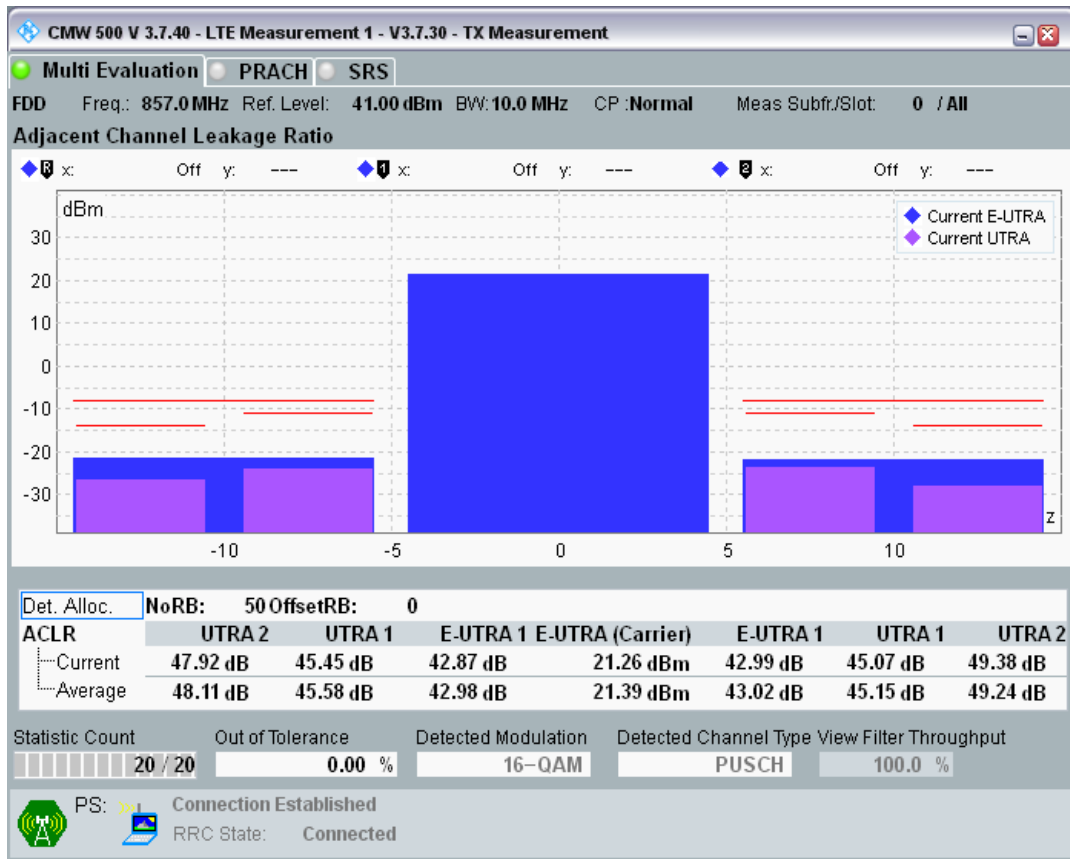 CMW 500 V 3.7.40 - LTE Measurement 1 - V3.7.30 - TX Measurement
Multi Evaluation PRACH SRS
FDD Freq.: 857.0 MHz Ref. Level: 41.00 dBm BW: 10.0 MHz CP :Normal Meas Subfr./Slot: 0 / All
Adjacent Channel Leakage Ratio
R x: Off y: --- 1 x: Off y: --- 2 x: Off y: ---
dBm
Current E-UTRA
Current UTRA
30
20
10
0
-10
-20
-30
z
-10 -5 0 5 10
Det. Alloc. NoRB: 50 OffsetRB: 0
ACLR UTRA 2 UTRA 1 E-UTRA 1 E-UTRA (Carrier) E-UTRA 1 UTRA 1 UTRA 2
Current 47.92 dB 45.45 dB 42.87 dB 21.26 dBm 42.99 dB 45.07 dB 49.38 dB
Average 48.11 dB 45.58 dB 42.98 dB 21.39 dBm 43.02 dB 45.15 dB 49.24 dB
Statistic Count Out of Tolerance Detected Modulation Detected Channel Type View Filter Throughput
20 / 20 0.00 % 16-QAM PUSCH 100.0 %
PS: Connection Established
RRC State: Connected